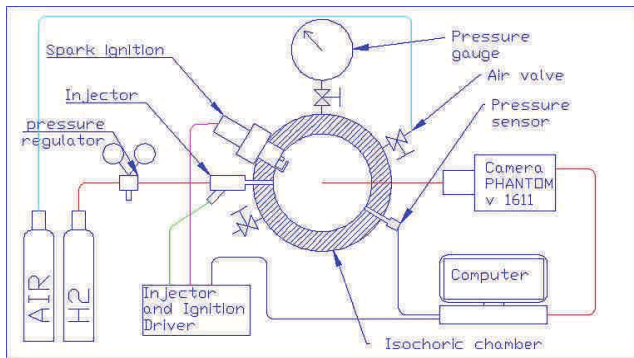 Pressure
gauge
Spark ignition
Air valve
Injector
Pressure
sensor
pressure
regulator
Camera
PHANTOM
v 1611
AIR
H2
Computer
Injector
and Ignition
Driver
Isochoric chamber